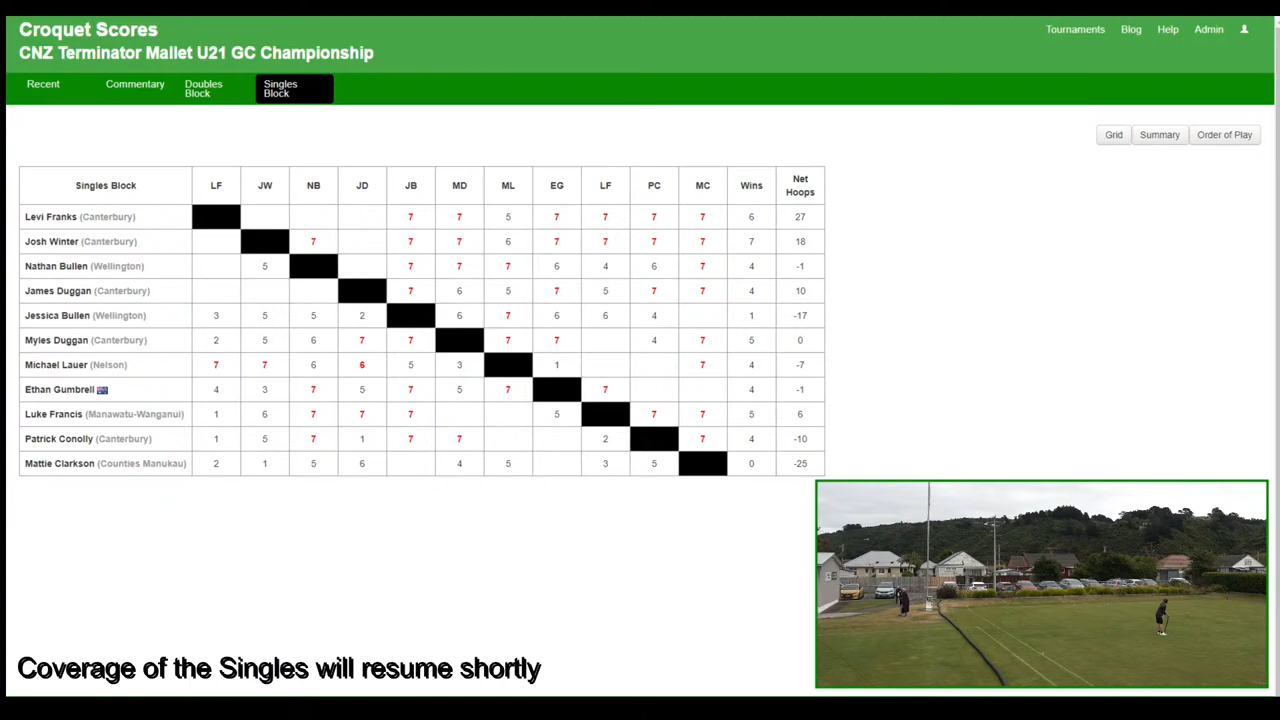 Croquet Scores
CNZ Terminator Mallet U21 GC Championship
Tournaments Blog Help Admin
Recent Commentary Doubles Block Singles Block
Grid Summary Order of Play
Singles Block LF JW NB JD JB MD ML EG LF PC MC Wins Net Hoops
Levi Franks (Canterbury) 7 7 5 7 7 7 7 6 27
Josh Winter (Canterbury) 7 7 7 6 7 7 7 7 7 18
Nathan Bullen (Wellington) 5 7 7 7 6 4 6 7 4 -1
James Duggan (Canterbury) 7 6 5 7 5 7 7 4 10
Jessica Bullen (Wellington) 3 5 5 2 6 7 6 6 4 1 -17
Myles Duggan (Canterbury) 2 5 6 7 7 7 7 4 7 5 0
Michael Lauer (Nelson) 7 7 6 6 5 3 1 7 4 -7
Ethan Gumbrell 4 3 7 5 7 5 7 7 4 -1
Luke Francis (Manawatu-Wanganui) 1 6 7 7 7 5 7 7 5 6
Patrick Conolly (Canterbury) 1 5 7 1 7 7 2 7 4 -10
Mattie Clarkson (Counties Manukau) 2 1 5 6 4 5 3 5 0 -25
Coverage of the Singles will resume shortly